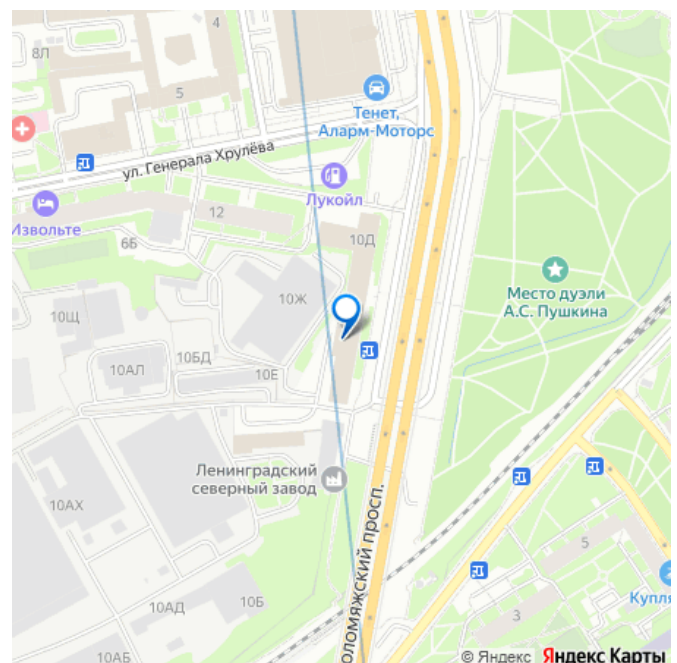 4
8Л
5
Тенет,
Аларм-Моторс
ул. Генерала Хрулёва
Лукойл
Извольте
12
6Б
10Д
Место дуэли
А.С. Пушкина
10Ж
10Щ
10БД
10АЛ
10Е
Ленинградский
северный завод
10АХ
оломяжский просп.
5
Купля
10АД
10Б
3
10АБ
© Яндекс Яндекс Карты